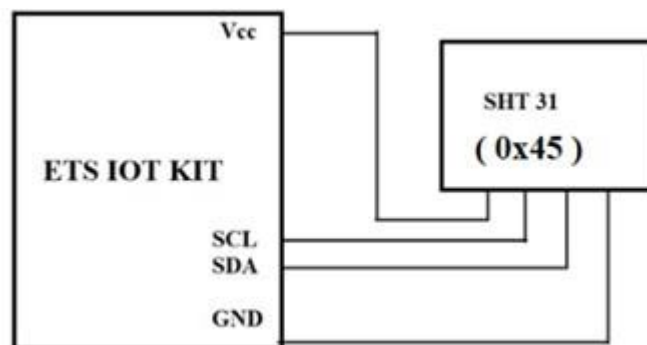 Vcc
SHT 31
( 0x45 )
ETS IOT KIT
SCL
SDA
GND